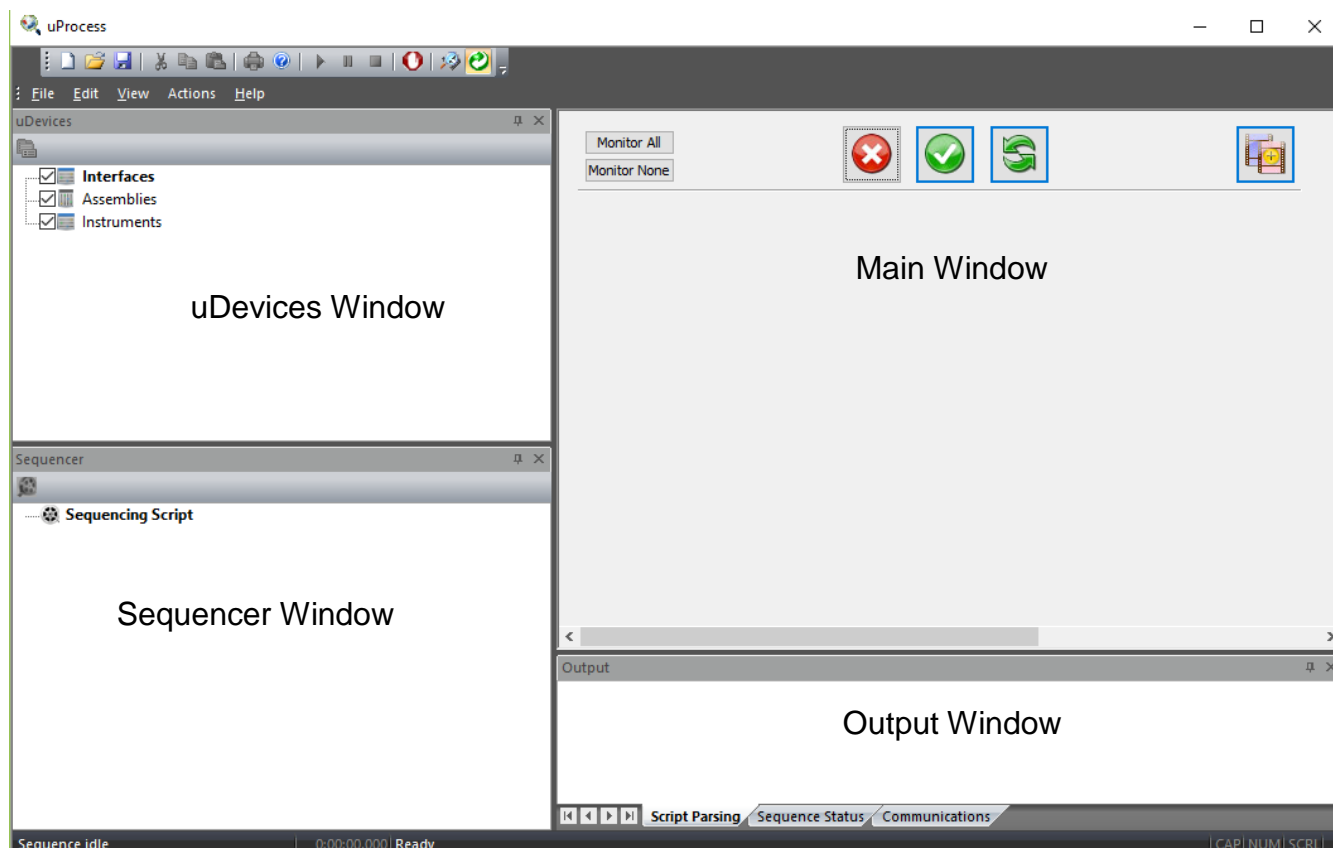 uProcess
File Edit View Actions Help
uDevices
Interfaces
Assemblies
Instruments
uDevices Window
Sequencer
Sequencing Script
Sequencer Window
Monitor All
Monitor None
Main Window
Output
Output Window
Script Parsing Sequence Status Communications
Sequence idle 0:00:00.000 Ready CAP NUM SCRL